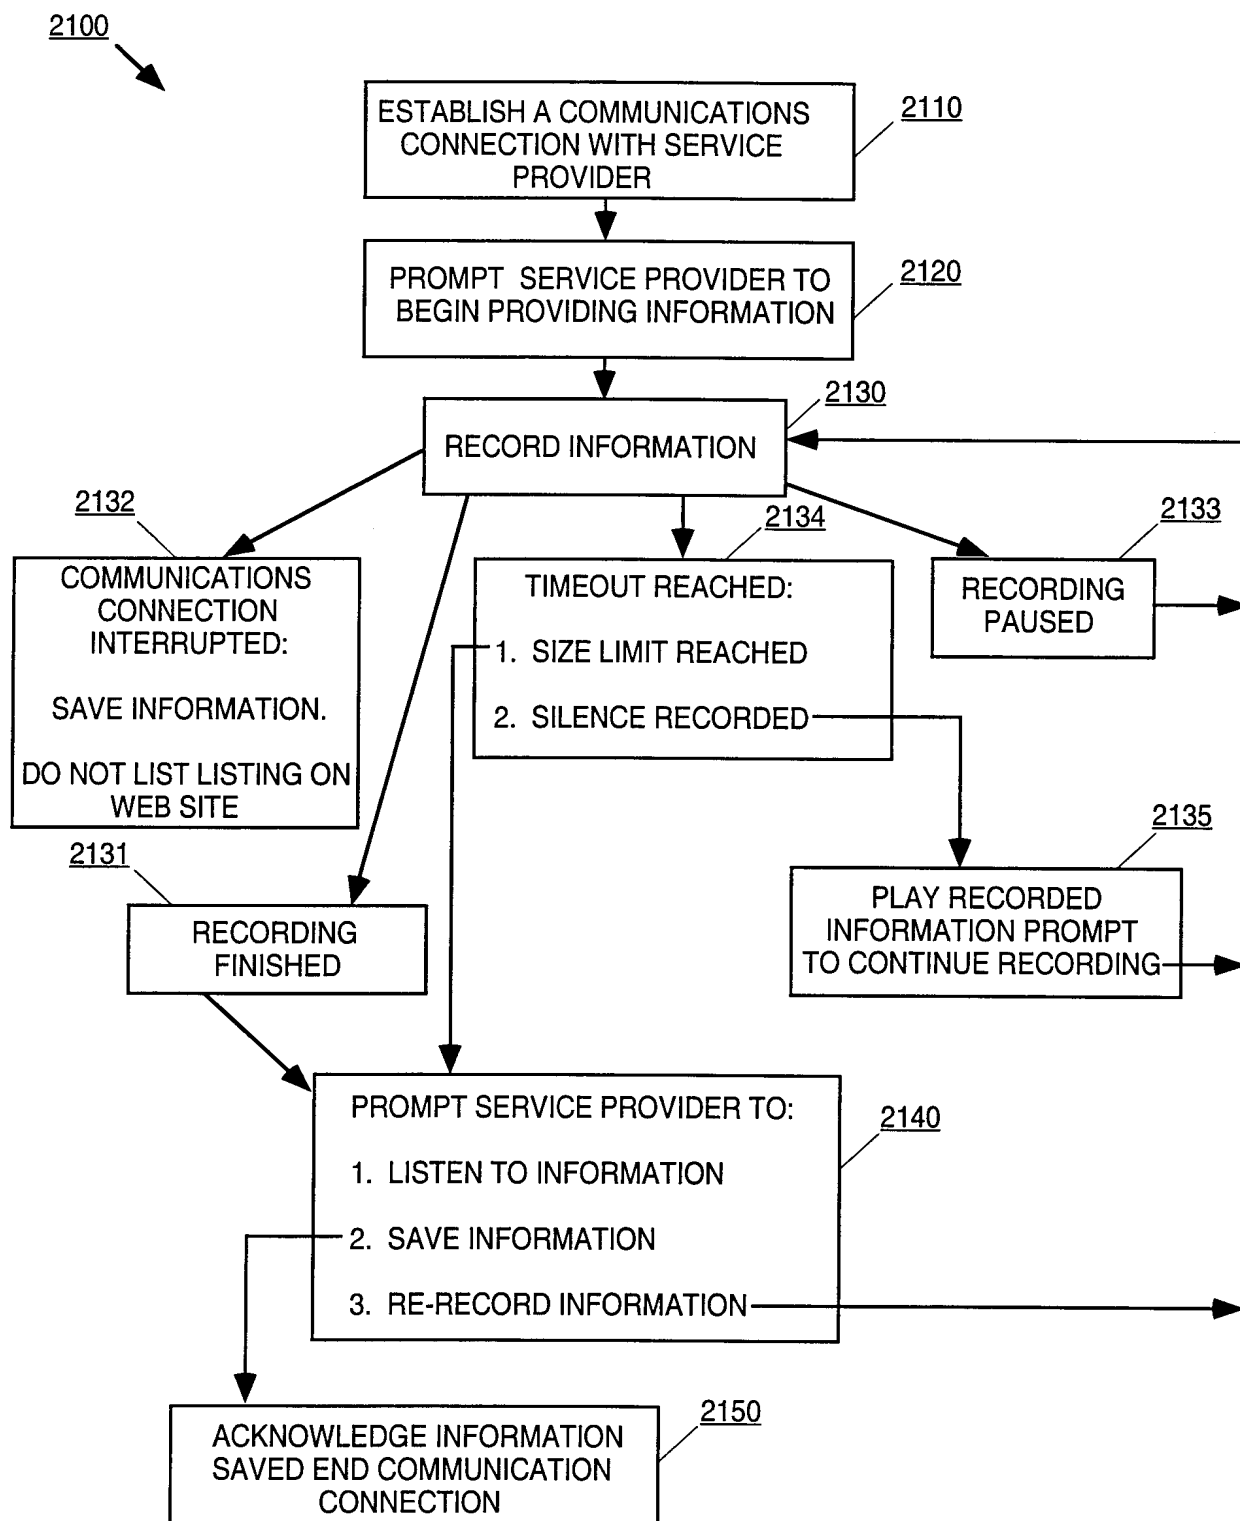 2100
ESTABLISH A COMMUNICATIONS
CONNECTION WITH SERVICE
PROVIDER
2110
PROMPT SERVICE PROVIDER TO
BEGIN PROVIDING INFORMATION
2120
RECORD INFORMATION
2130
2132
COMMUNICATIONS
CONNECTION
INTERRUPTED:
SAVE INFORMATION.
DO NOT LIST LISTING ON
WEB SITE
2134
TIMEOUT REACHED:
1. SIZE LIMIT REACHED
2. SILENCE RECORDED
2133
RECORDING
PAUSED
2131
RECORDING
FINISHED
2135
PLAY RECORDED
INFORMATION PROMPT
TO CONTINUE RECORDING
PROMPT SERVICE PROVIDER TO:
1. LISTEN TO INFORMATION
2. SAVE INFORMATION
3. RE-RECORD INFORMATION
2140
ACKNOWLEDGE INFORMATION
SAVED END COMMUNICATION
CONNECTION
2150